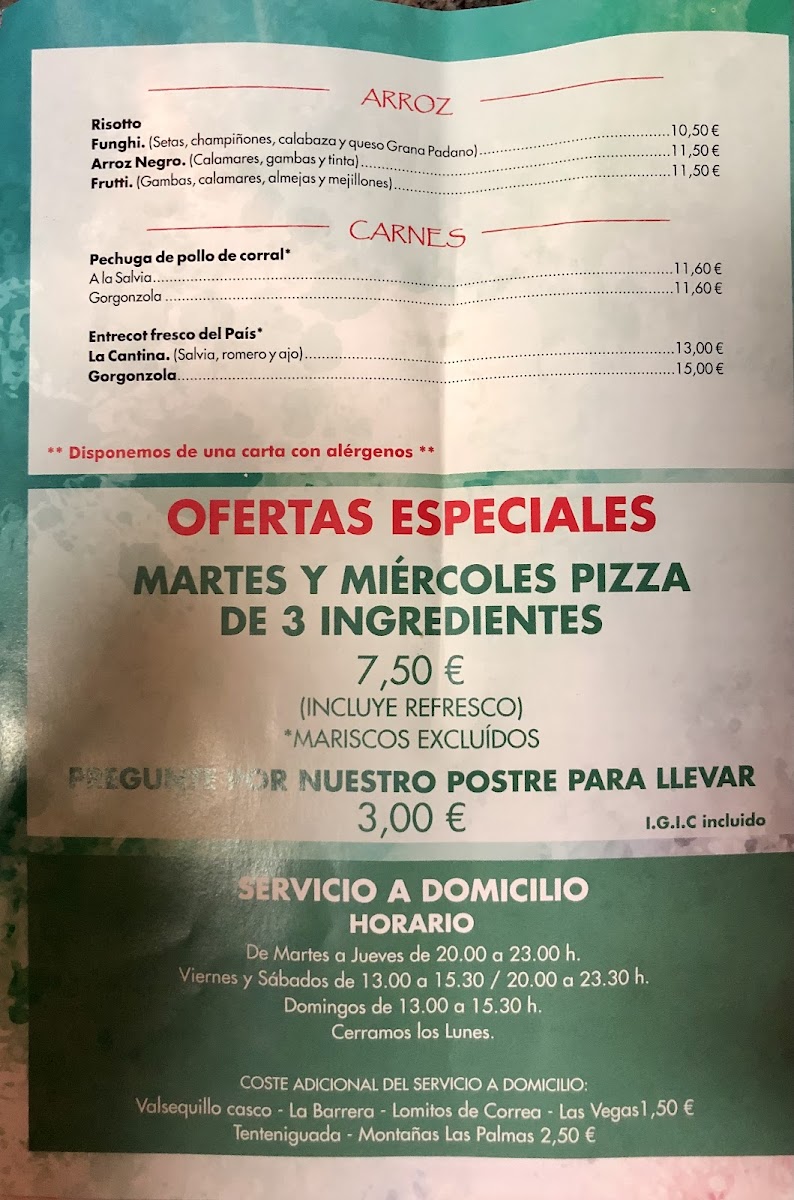 ARROZ
Risotto
Funghi. (Setas, champiñones, calabaza y queso Grana Padano)..........10,50 €
Arroz Negro. (Calamares, gambas y tinta)..........11,50 €
Frutti. (Gambas, calamares, almejas y mejillones)..........11,50 €
CARNES
Pechuga de pollo de corral*
A la Salvia..........11,60 €
Gorgonzola ..........11,60 €
Entrecot fresco del País*
La Cantina. (Salvia, romero y ajo)..........13,00 €
Gorgonzola..........15,00 €
** Disponemos de una carta con alérgenos **
OFERTAS ESPECIALES
MARTES Y MIÉRCOLES PIZZA
DE 3 INGREDIENTES
7,50 €
(INCLUYE REFRESCO)
*MARISCOS EXCLUÍDOS
PREGUNTE POR NUESTRO POSTRE PARA LLEVAR
3,00 €
I.G.I.C incluido
SERVICIO A DOMICILIO
HORARIO
De Martes a Jueves de 20.00 a 23.00 h.
Viernes y Sábados de 13.00 a 15.30 / 20.00 a 23.30 h.
Domingos de 13.00 a 15.30 h.
Cerramos los Lunes.
COSTE ADICIONAL DEL SERVICIO A DOMICILIO:
Valsequillo casco - La Barrera - Lomitos de Correa - Las Vegas1,50 €
Tenteniguada - Montañas Las Palmas 2,50 €